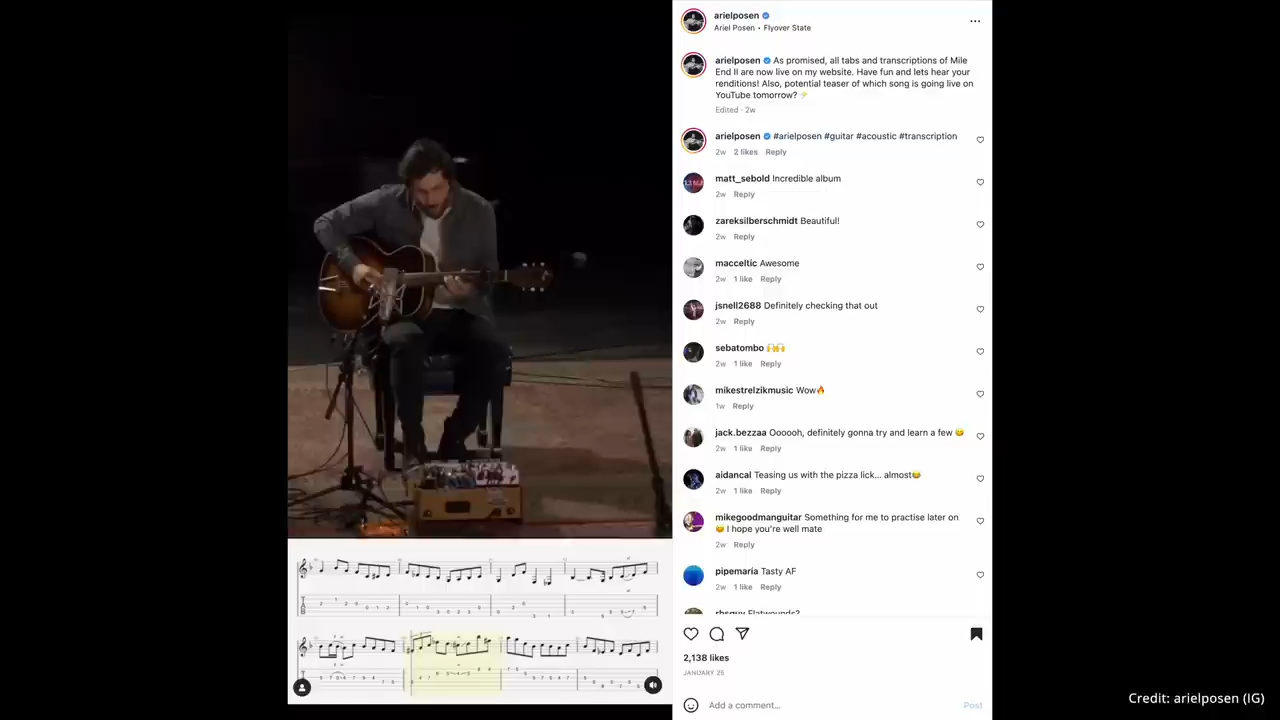 arielposen
Ariel Posen • Flyover State
arielposen As promised, all tabs and transcriptions of Mile
End II are now live on my website. Have fun and lets hear your
renditions! Also, potential teaser of which song is going live on
YouTube tomorrow? ⚡
Edited · 2w
arielposen #arielposen #guitar #acoustic #transcription
2w 2 likes Reply
matt_sebold Incredible album
2w Reply
zareksilberschmidt Beautiful!
2w Reply
macceltic Awesome
2w 1 like Reply
jsnell2688 Definitely checking that out
2w Reply
sebatombo 🙌🙌
2w 1 like Reply
mikestrelzikmusic Wow🔥
1w Reply
jack.bezzaa Oooooh, definitely gonna try and learn a few 😋
2w 1 like Reply
aidancal Teasing us with the pizza lick... almost😂
2w 1 like Reply
mikegoodmanguitar Something for me to practise later on
😄 I hope you're well mate
2w Reply
pipemaria Tasty AF
2w 1 like Reply
rbsguy Flatwounds?
2,138 likes
JANUARY 25
Add a comment...
Post
Credit: arielposen (IG)